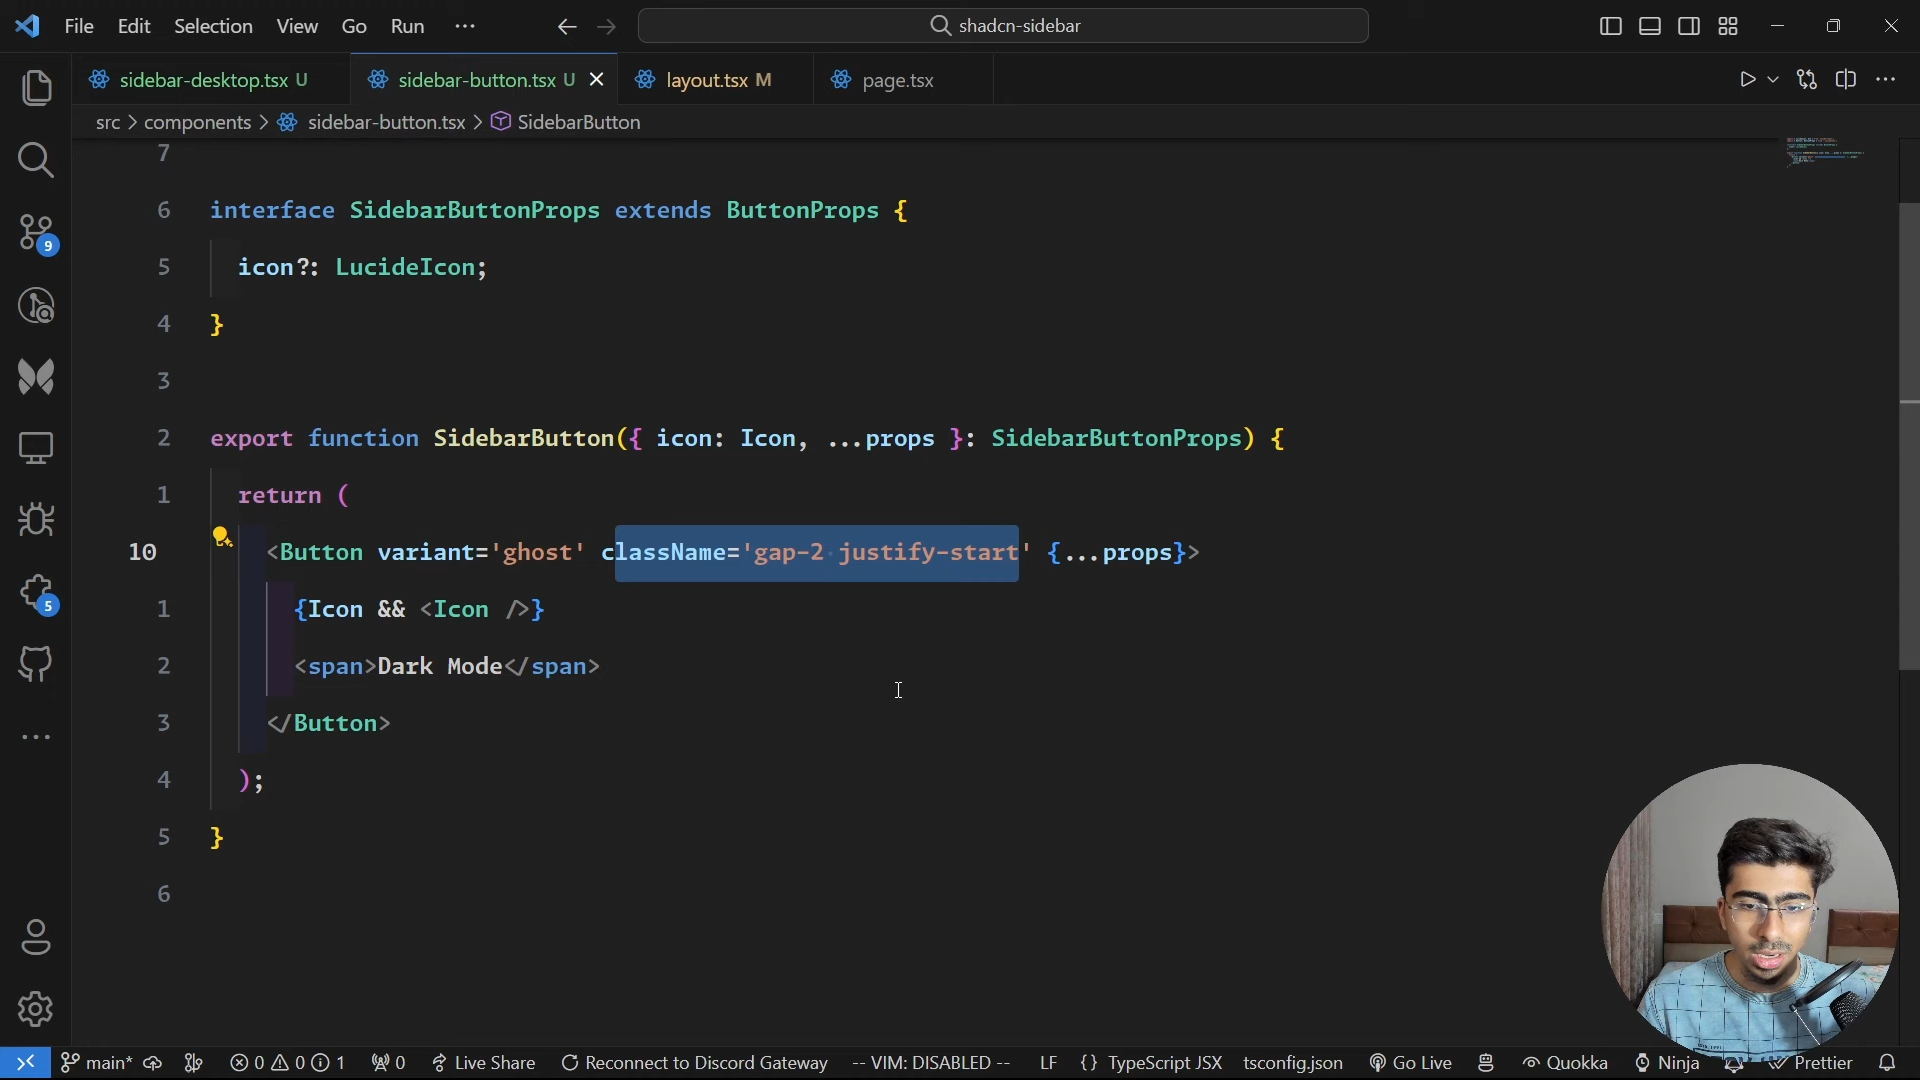 File Edit Selection View Go Run ··· shadcn-sidebar
sidebar-desktop.tsx U sidebar-button.tsx U layout.tsx M page.tsx
src > components > sidebar-button.tsx > SidebarButton
7
6 interface SidebarButtonProps extends ButtonProps {
5 icon?: LucideIcon;
4 }
3
2 export function SidebarButton({ icon: Icon, ...props }: SidebarButtonProps) {
1 return (
10 <Button variant='ghost' className='gap-2 justify-start' {...props}>
1 {Icon && <Icon />}
2 <span>Dark Mode</span>
3 </Button>
4 );
5 }
6
9
5
main* 0 0 1 0 Live Share Reconnect to Discord Gateway -- VIM: DISABLED -- LF {} TypeScript JSX tsconfig.json Go Live Quokka Ninja Prettier